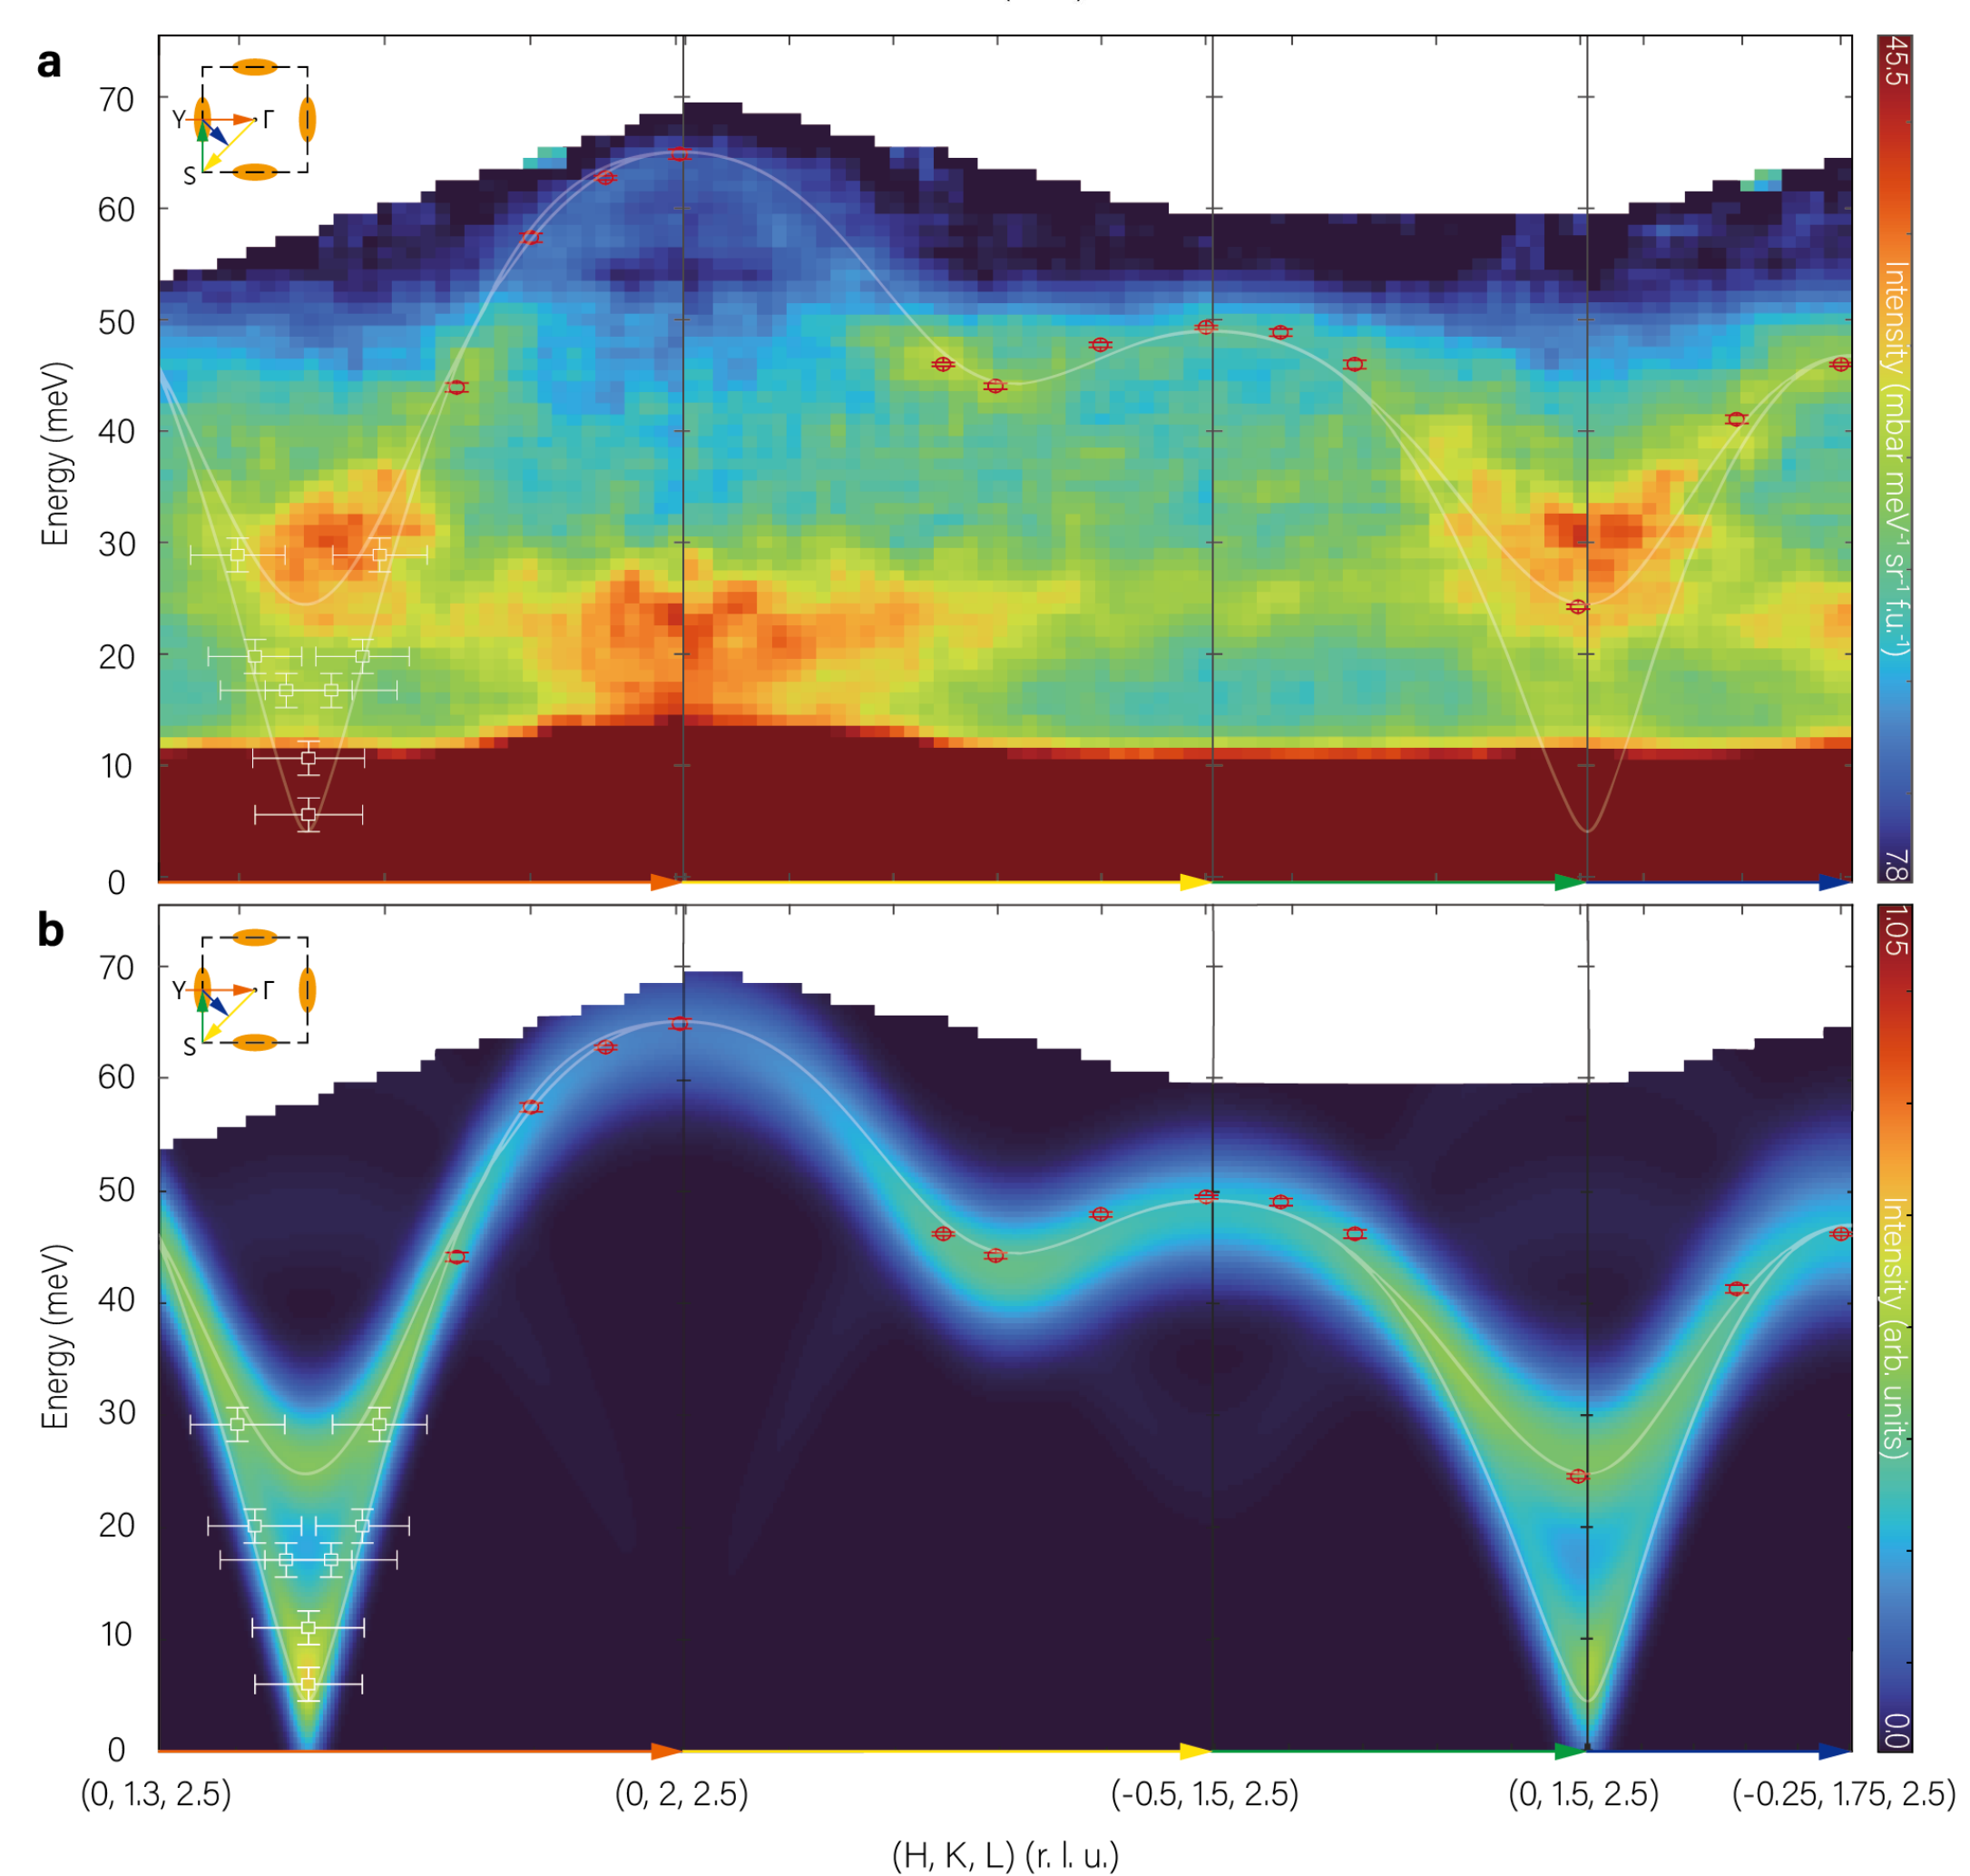 a
45.5
Y
Γ
S
70
60
50
40
30
20
10
0
Energy (meV)
Intensity (mbar meV⁻¹ sr⁻¹ f.u.⁻¹)
7.8
b
1.05
Y
Γ
S
70
60
50
40
30
20
10
0
Energy (meV)
Intensity (arb. units)
0.0
(0, 1.3, 2.5)
(0, 2, 2.5)
(-0.5, 1.5, 2.5)
(0, 1.5, 2.5)
(-0.25, 1.75, 2.5)
(H, K, L) (r. l. u.)